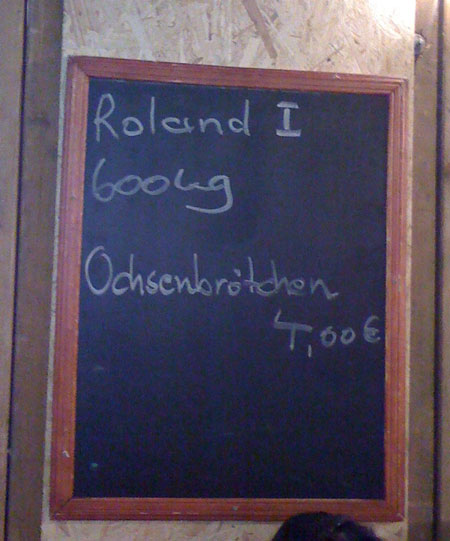 Roland I
600kg
Ochsenbrötchen
4,00€